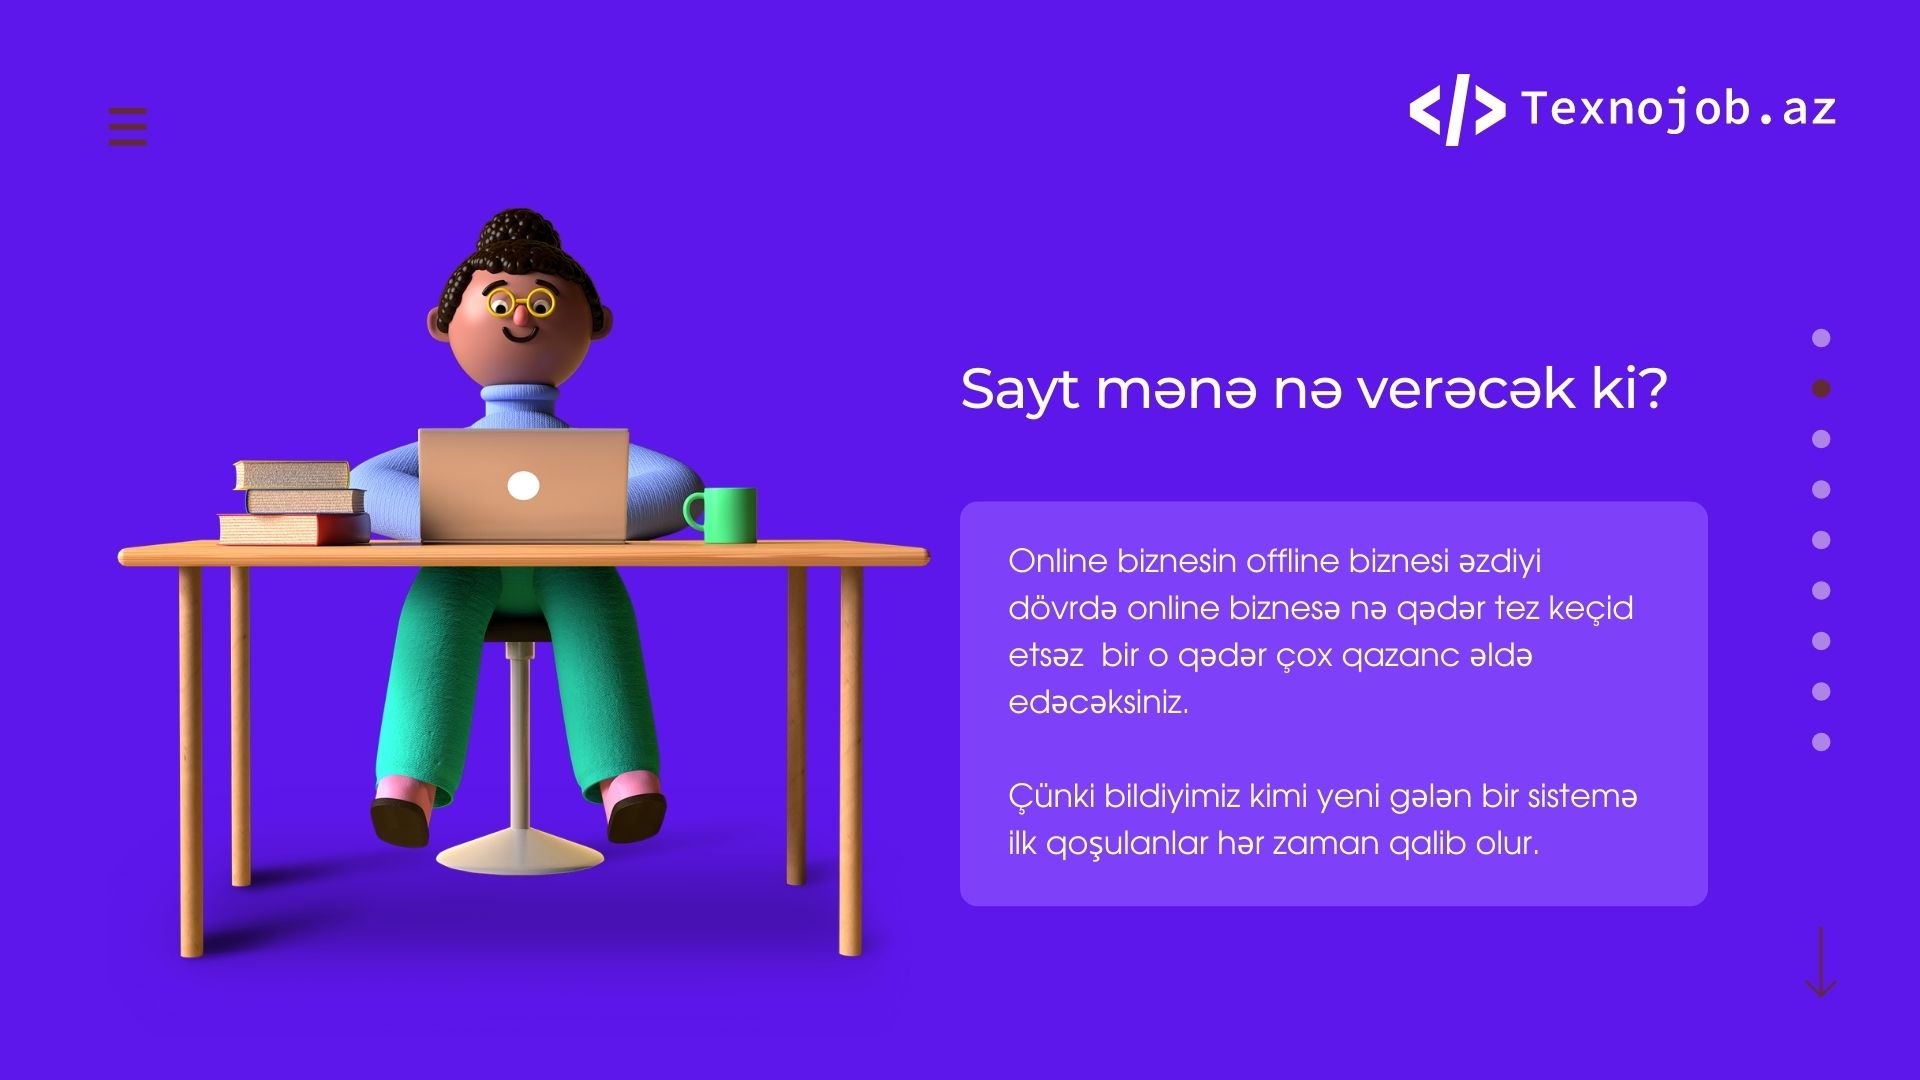 </> Texnojob.az
Sayt mənə nə verəcək ki?
Online biznesin offline biznesi əzdiyi
dövrdə online biznesə nə qədər tez keçid
etsəz  bir o qədər çox qazanc əldə
edəcəksiniz.
Çünki bildiyimiz kimi yeni gələn bir sistemə
ilk qoşulanlar hər zaman qalib olur.